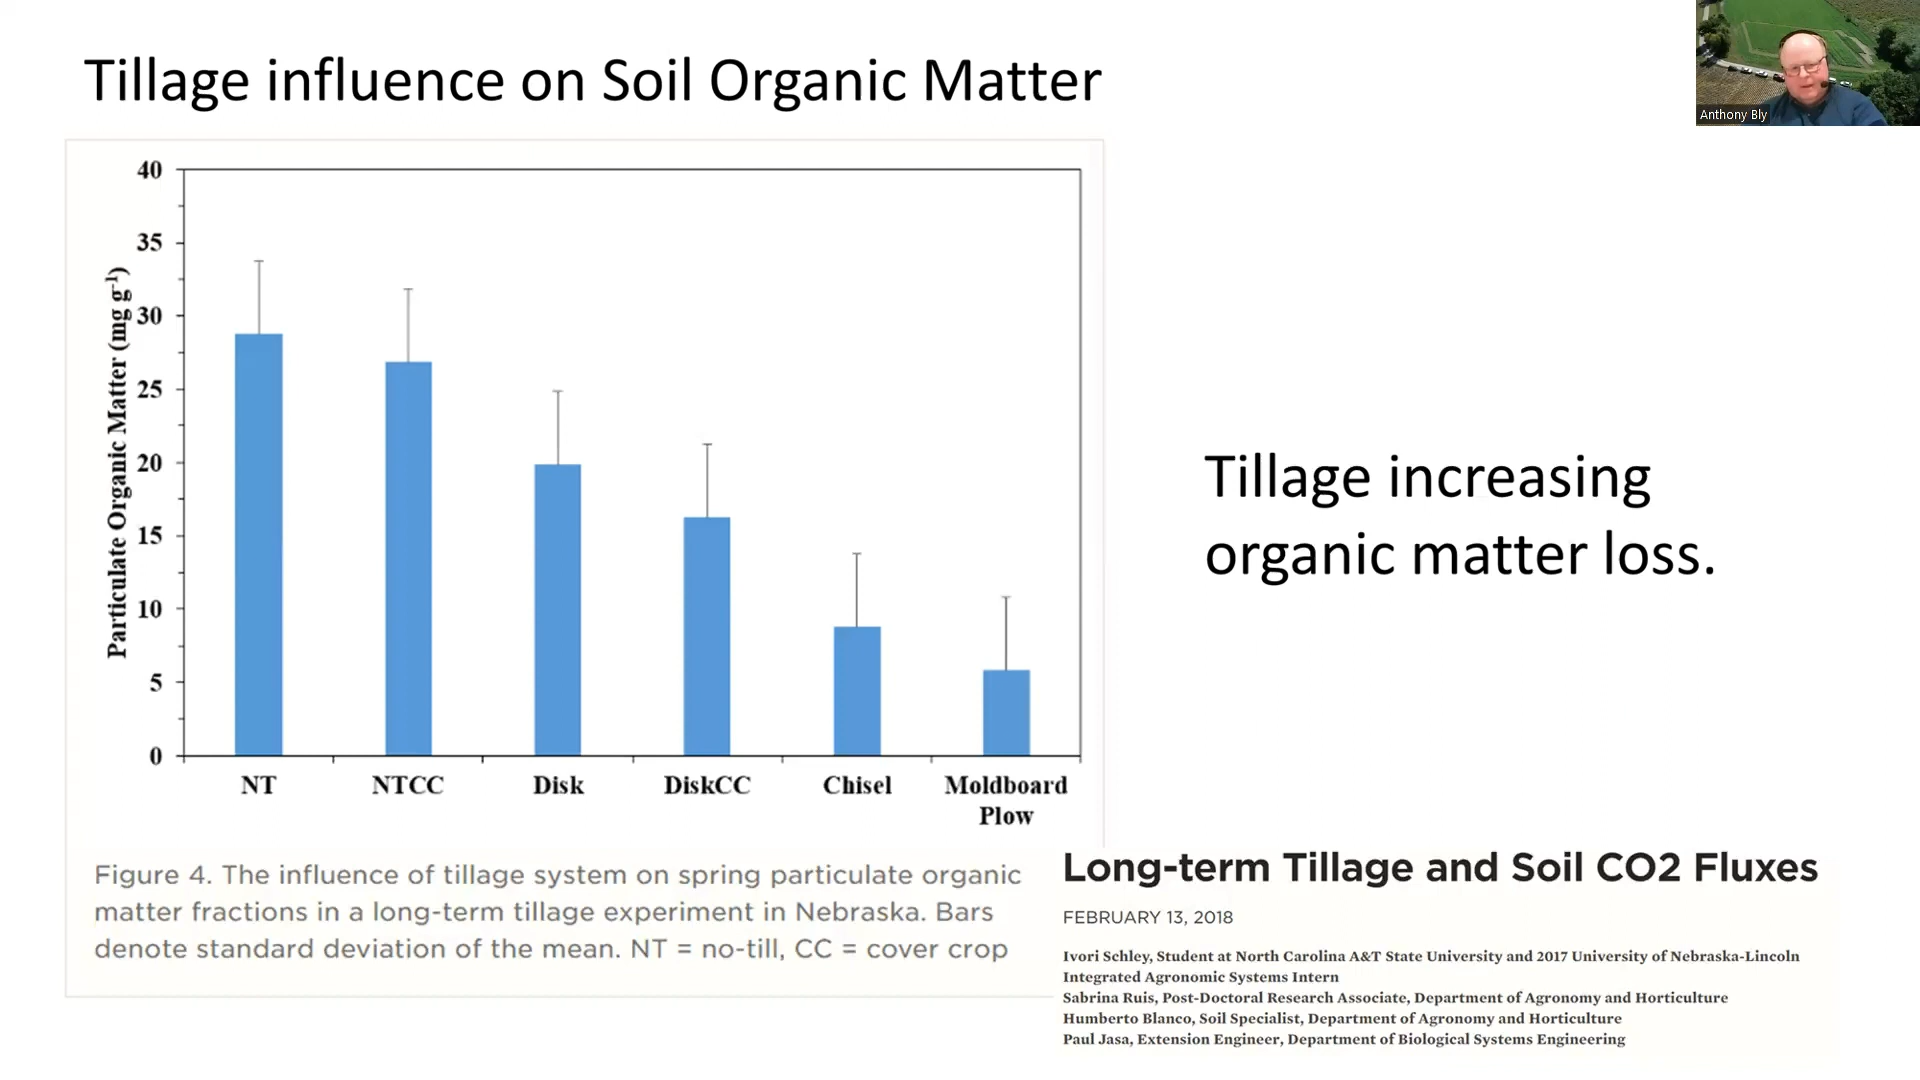 Tillage influence on Soil Organic Matter
Anthony Bly
Particulate Organic Matter (mg g⁻¹)
40
35
30
25
20
15
10
5
0
NT NTCC Disk DiskCC Chisel Moldboard
Plow
Figure 4. The influence of tillage system on spring particulate organic
matter fractions in a long-term tillage experiment in Nebraska. Bars
denote standard deviation of the mean. NT = no-till, CC = cover crop
Tillage increasing
organic matter loss.
Long-term Tillage and Soil CO2 Fluxes
FEBRUARY 13, 2018
Ivori Schley, Student at North Carolina A&T State University and 2017 University of Nebraska-Lincoln
Integrated Agronomic Systems Intern
Sabrina Ruis, Post-Doctoral Research Associate, Department of Agronomy and Horticulture
Humberto Blanco, Soil Specialist, Department of Agronomy and Horticulture
Paul Jasa, Extension Engineer, Department of Biological Systems Engineering